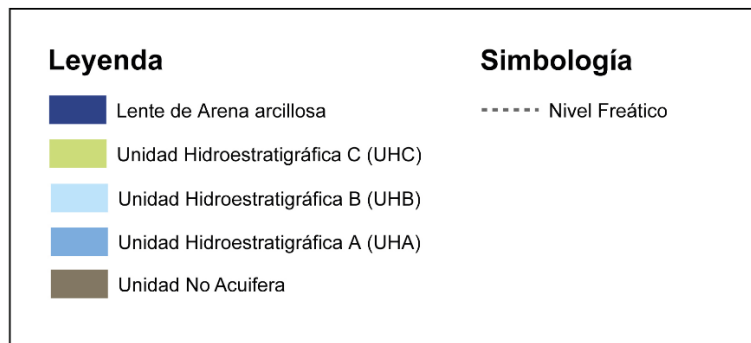 Leyenda
Lente de Arena arcillosa
Unidad Hidroestratigráfica C (UHC)
Unidad Hidroestratigráfica B (UHB)
Unidad Hidroestratigráfica A (UHA)
Unidad No Acuifera
Simbología
Nivel Freático